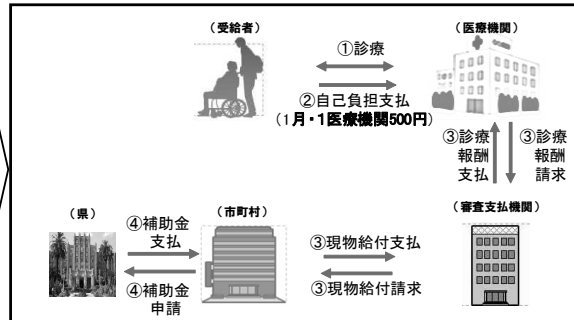 （受給者）
（医療機関）
①診療
②自己負担支払
（１月・１医療機関500円）
③診療
報酬
支払
③診療
報酬
請求
（県）
④補助金
支払
④補助金
申請
（市町村）
③現物給付支払
③現物給付請求
（審査支払機関）